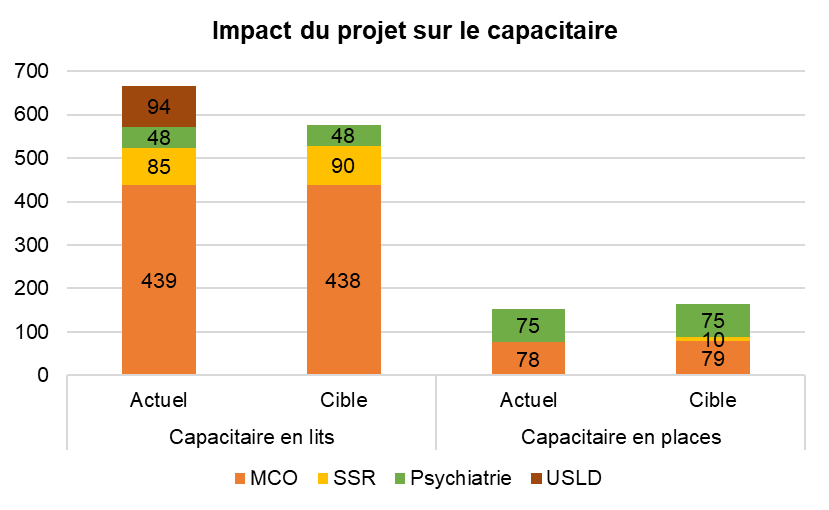 Impact du projet sur le capacitaire
700
600
500
400
300
200
100
0
94
48
85
439
48
90
438
75
78
75
10
79
Actuel
Cible
Actuel
Cible
Capacitaire en lits
Capacitaire en places
MCO
SSR
Psychiatrie
USLD